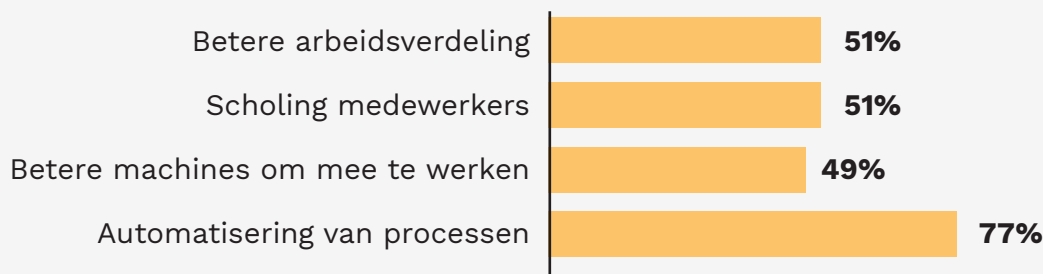 Betere arbeidsverdeling 51%
Scholing medewerkers 51%
Betere machines om mee te werken 49%
Automatisering van processen 77%